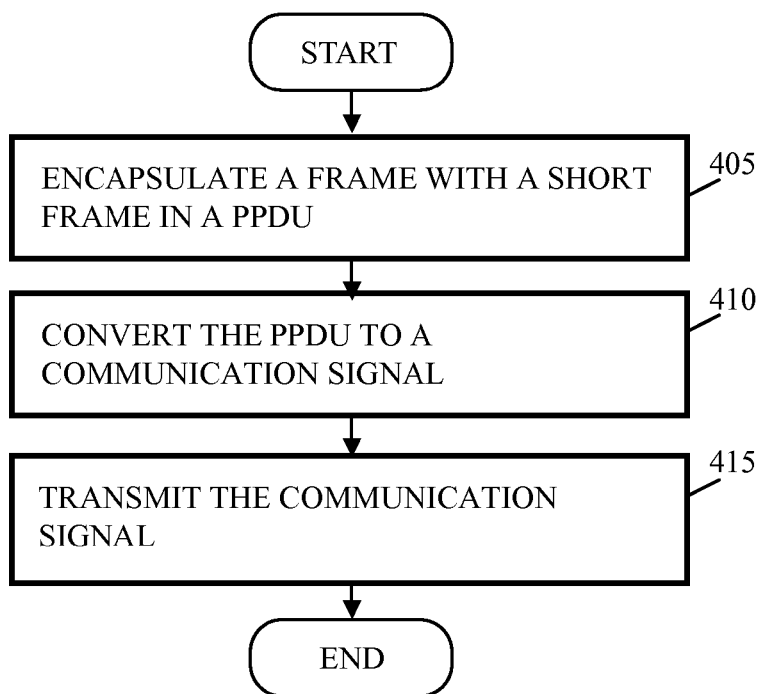 START
ENCAPSULATE A FRAME WITH A SHORT
FRAME IN A PPDU
405
CONVERT THE PPDU TO A
COMMUNICATION SIGNAL
410
TRANSMIT THE COMMUNICATION
SIGNAL
415
END